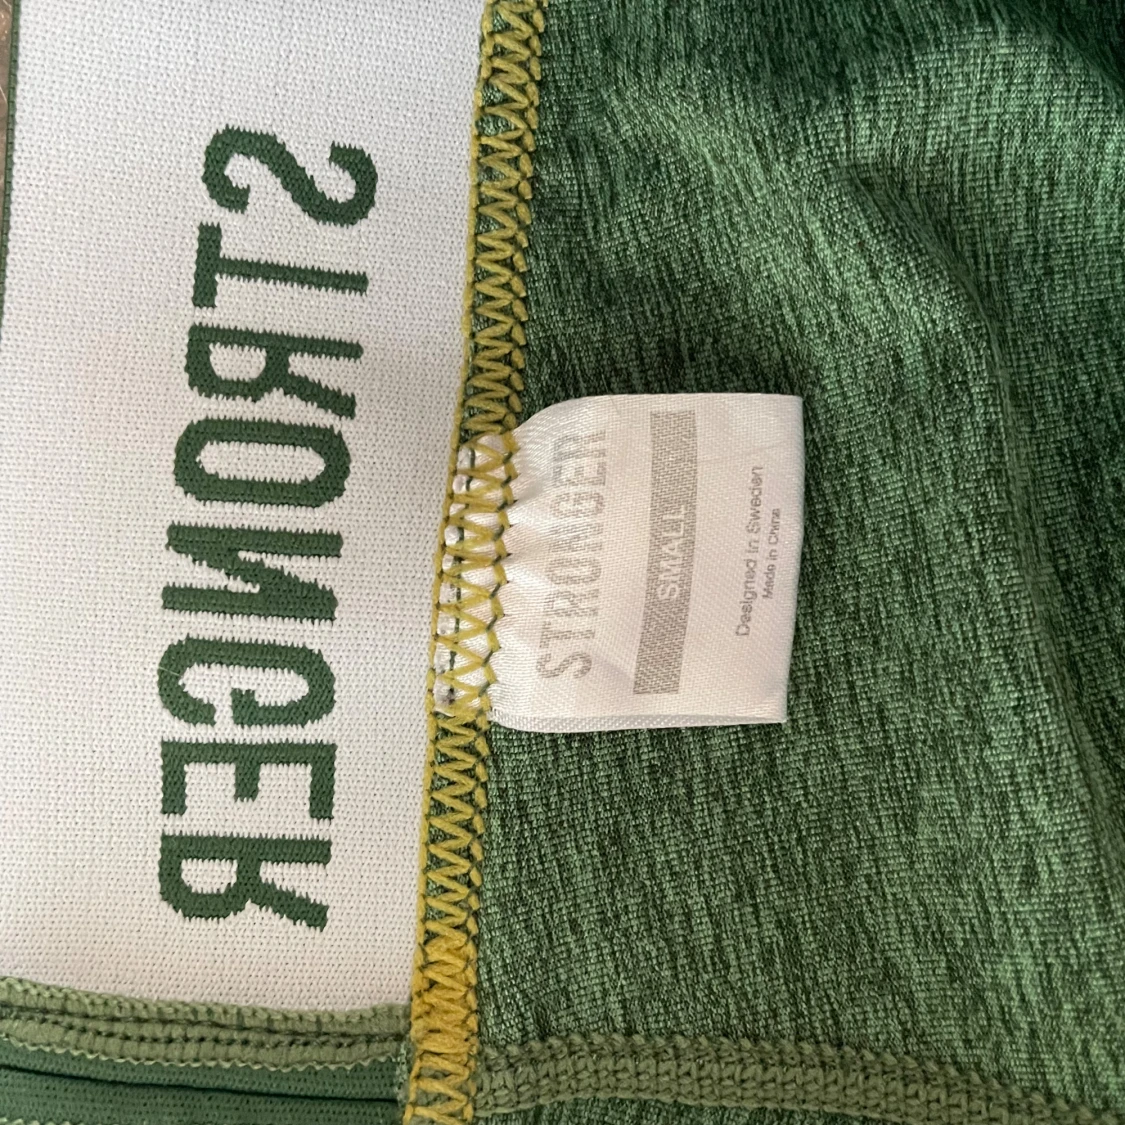 STRONGER
STRONGER
SMALL
Designed in Sweden
Made in China